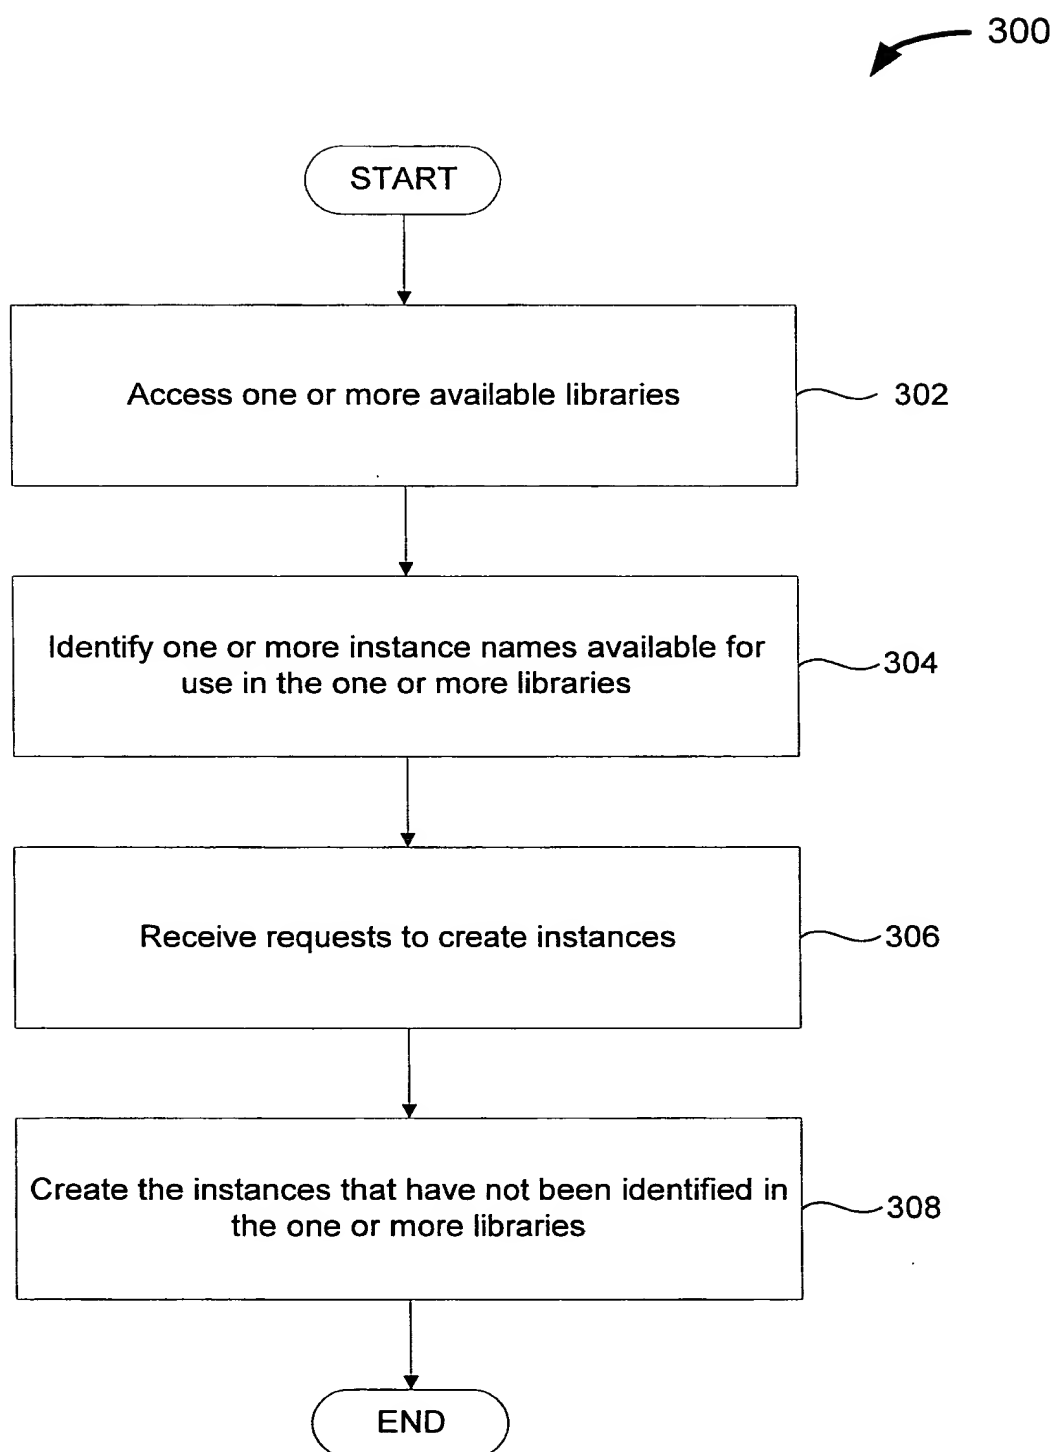 300
START
Access one or more available libraries
302
Identify one or more instance names available for
use in the one or more libraries
304
Receive requests to create instances
306
Create the instances that have not been identified in
the one or more libraries
308
END